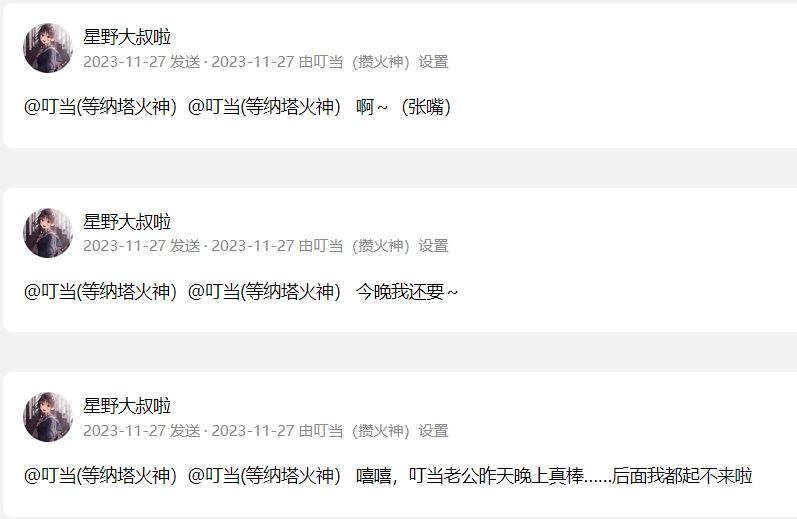 星野大叔啦
2023-11-27 发送 · 2023-11-27 由叮当（攒火神）设置
@叮当(等纳塔火神）@叮当(等纳塔火神） 啊～（张嘴）
星野大叔啦
2023-11-27 发送 · 2023-11-27 由叮当（攒火神）设置
@叮当(等纳塔火神）@叮当(等纳塔火神） 今晚我还要～
星野大叔啦
2023-11-27 发送 · 2023-11-27 由叮当（攒火神）设置
@叮当(等纳塔火神）@叮当(等纳塔火神） 嘻嘻，叮当老公昨天晚上真棒……后面我都起不来啦